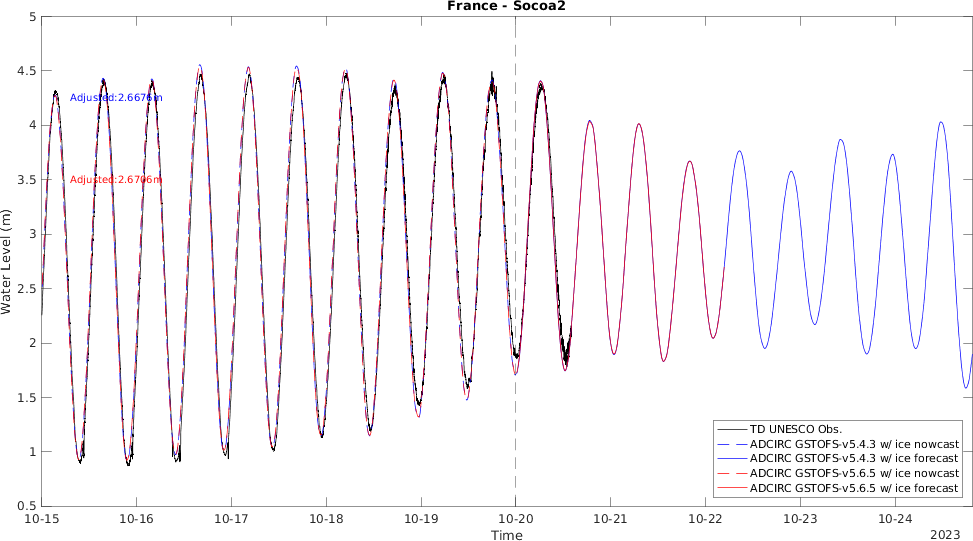 France - Socoa2
Water Level (m)
5
4.5
4
3.5
3
2.5
2
1.5
1
0.5
Adjusted:2.6676m
Adjusted:2.6706m
TD UNESCO Obs.
ADCIRC GSTOFS-v5.4.3 w/ ice nowcast
ADCIRC GSTOFS-v5.4.3 w/ ice forecast
ADCIRC GSTOFS-v5.6.5 w/ ice nowcast
ADCIRC GSTOFS-v5.6.5 w/ ice forecast
10-15 10-16 10-17 10-18 10-19 10-20 10-21 10-22 10-23 10-24
Time
2023